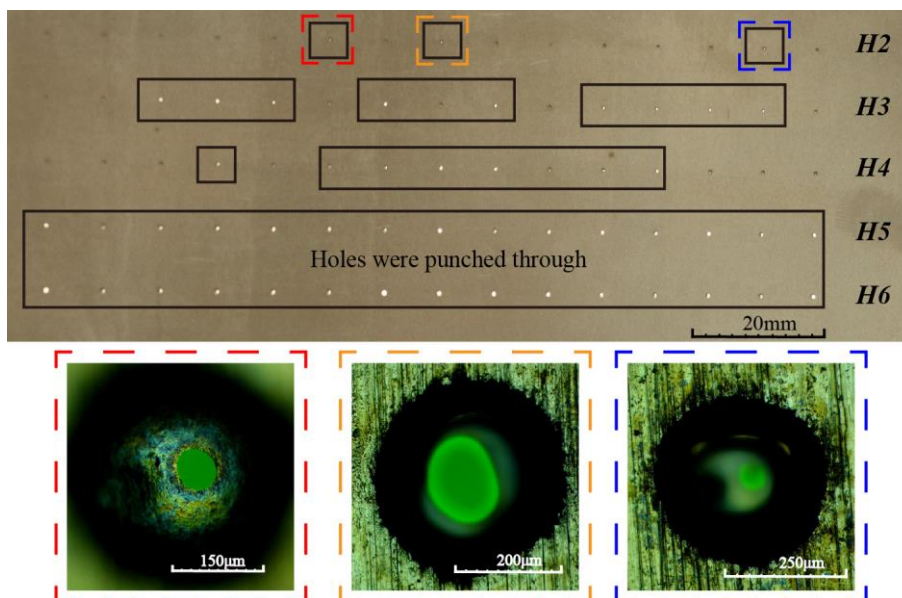 H2
H3
H4
H5
Holes were punched through
H6
20mm
150μm
200μm
250μm